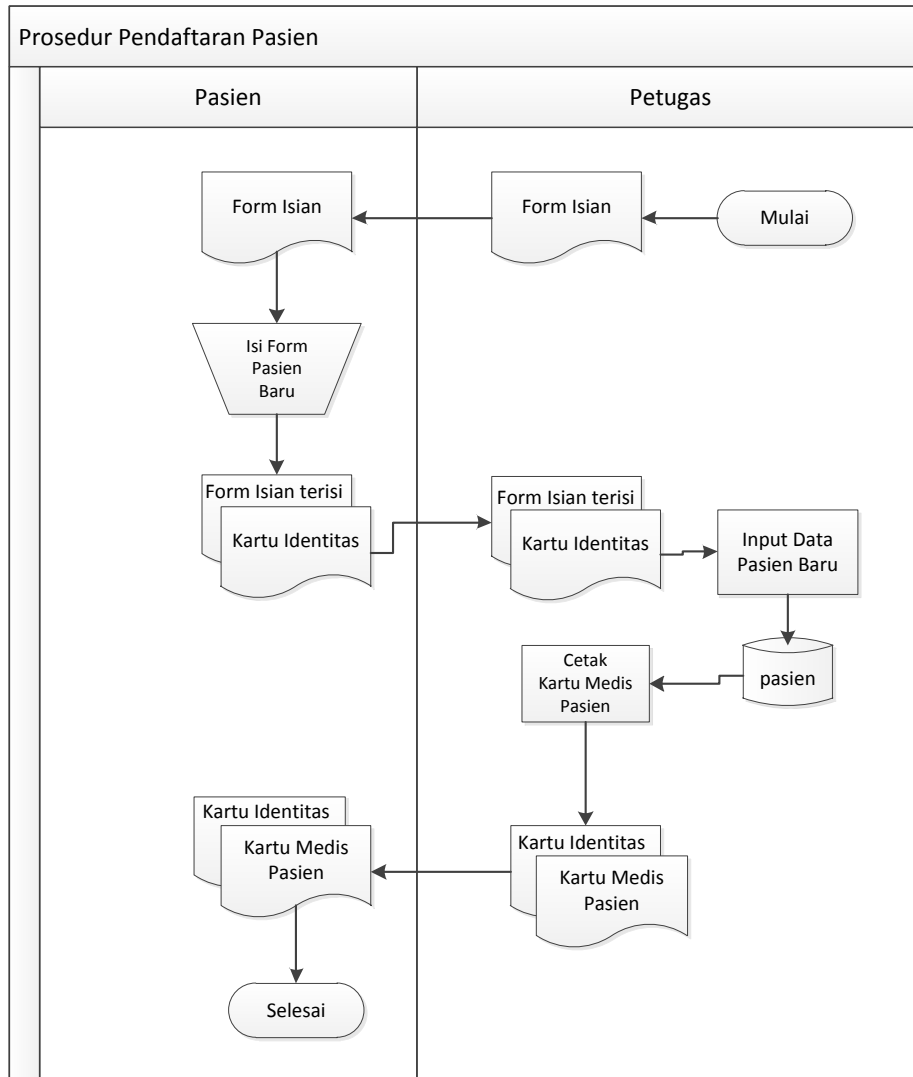 Prosedur Pendaftaran Pasien
Pasien
Petugas
Form Isian
Form Isian
Mulai
Isi Form
Pasien
Baru
Form Isian terisi
Kartu Identitas
Form Isian terisi
Kartu Identitas
Input Data
Pasien Baru
Cetak
Kartu Medis
Pasien
pasien
Kartu Identitas
Kartu Medis
Pasien
Kartu Identitas
Kartu Medis
Pasien
Selesai